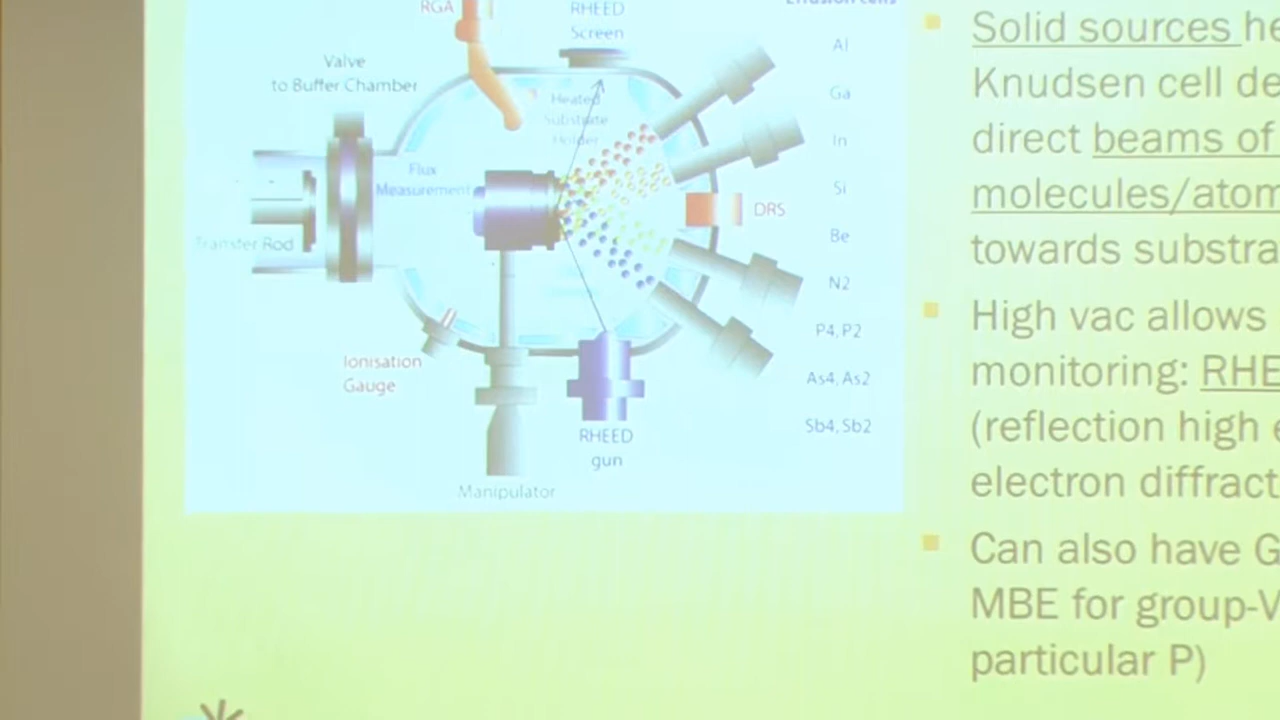 RGA
RHEED
Screen
Effusion cells
Valve
to Buffer Chamber
Heated
Substrate
Holder
Flux
Measurement
Transfer Rod
Ionisation
Gauge
RHEED
gun
Manipulator
DRS
Al
Ga
In
Si
Be
N2
P4, P2
As4, As2
Sb4, Sb2
Solid sources he
Knudsen cell de
direct beams of
molecules/atom
towards substra
High vac allows
monitoring: RHE
(reflection high e
electron diffract
Can also have G
MBE for group-V
particular P)